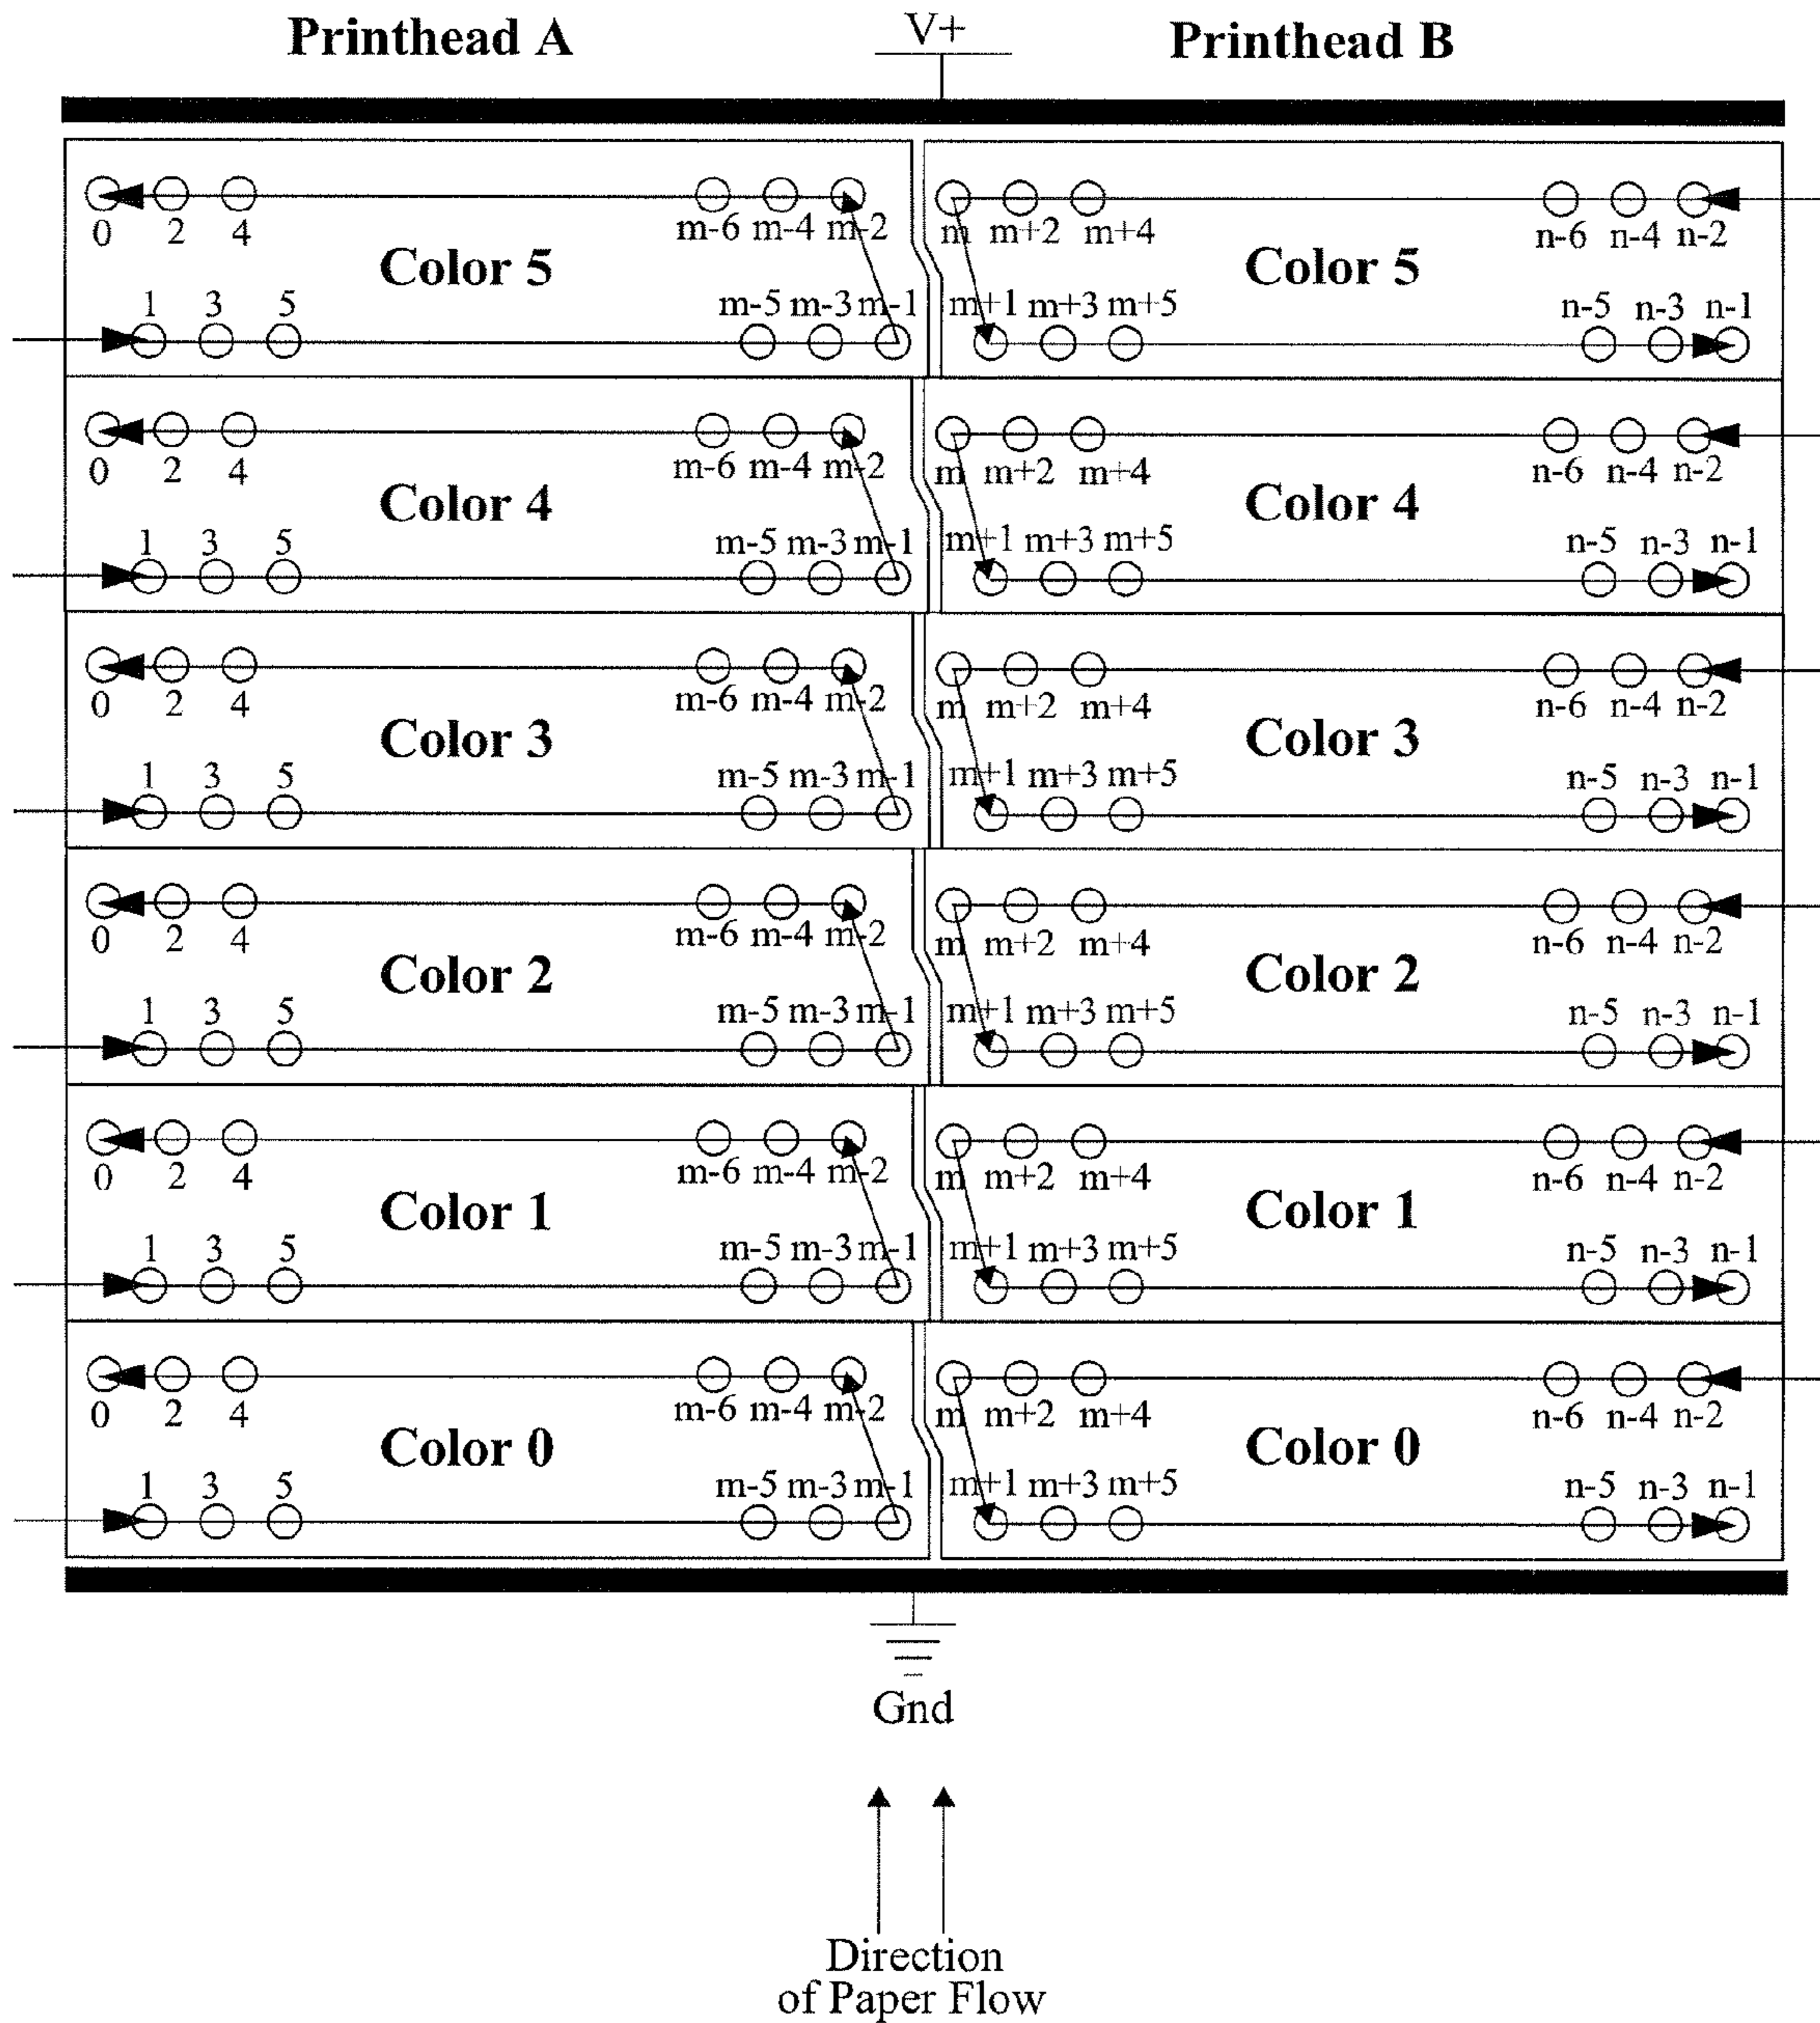 Printhead A V+ Printhead B
0 2 4 m-6 m-4 m-2 m m+2 m+4 n-6 n-4 n-2
Color 5 Color 5
1 3 5 m-5 m-3 m-1 m+1 m+3 m+5 n-5 n-3 n-1
0 2 4 m-6 m-4 m-2 m m+2 m+4 n-6 n-4 n-2
Color 4 Color 4
1 3 5 m-5 m-3 m-1 m+1 m+3 m+5 n-5 n-3 n-1
0 2 4 m-6 m-4 m-2 m m+2 m+4 n-6 n-4 n-2
Color 3 Color 3
1 3 5 m-5 m-3 m-1 m+1 m+3 m+5 n-5 n-3 n-1
0 2 4 m-6 m-4 m-2 m m+2 m+4 n-6 n-4 n-2
Color 2 Color 2
1 3 5 m-5 m-3 m-1 m+1 m+3 m+5 n-5 n-3 n-1
0 2 4 m-6 m-4 m-2 m m+2 m+4 n-6 n-4 n-2
Color 1 Color 1
1 3 5 m-5 m-3 m-1 m+1 m+3 m+5 n-5 n-3 n-1
0 2 4 m-6 m-4 m-2 m m+2 m+4 n-6 n-4 n-2
Color 0 Color 0
1 3 5 m-5 m-3 m-1 m+1 m+3 m+5 n-5 n-3 n-1
Gnd
Direction
of Paper Flow